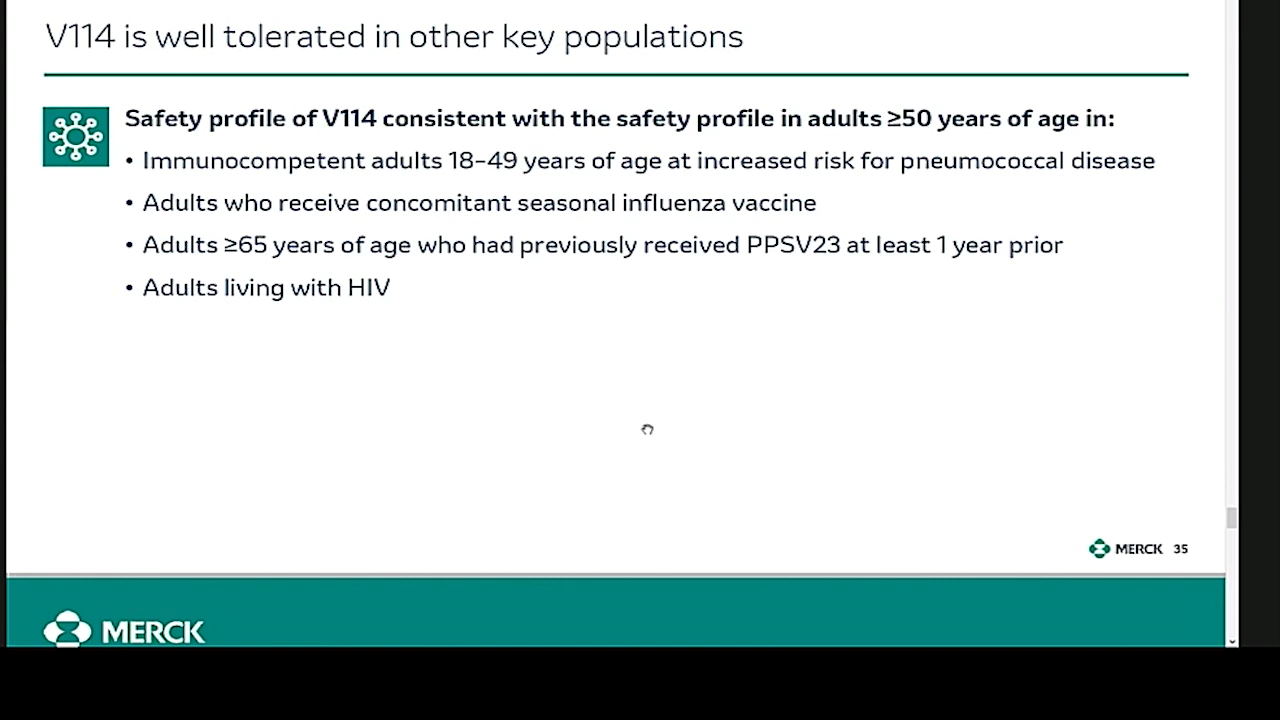 V114 is well tolerated in other key populations
Safety profile of V114 consistent with the safety profile in adults ≥50 years of age in:
• Immunocompetent adults 18–49 years of age at increased risk for pneumococcal disease
• Adults who receive concomitant seasonal influenza vaccine
• Adults ≥65 years of age who had previously received PPSV23 at least 1 year prior
• Adults living with HIV
MERCK 35
MERCK